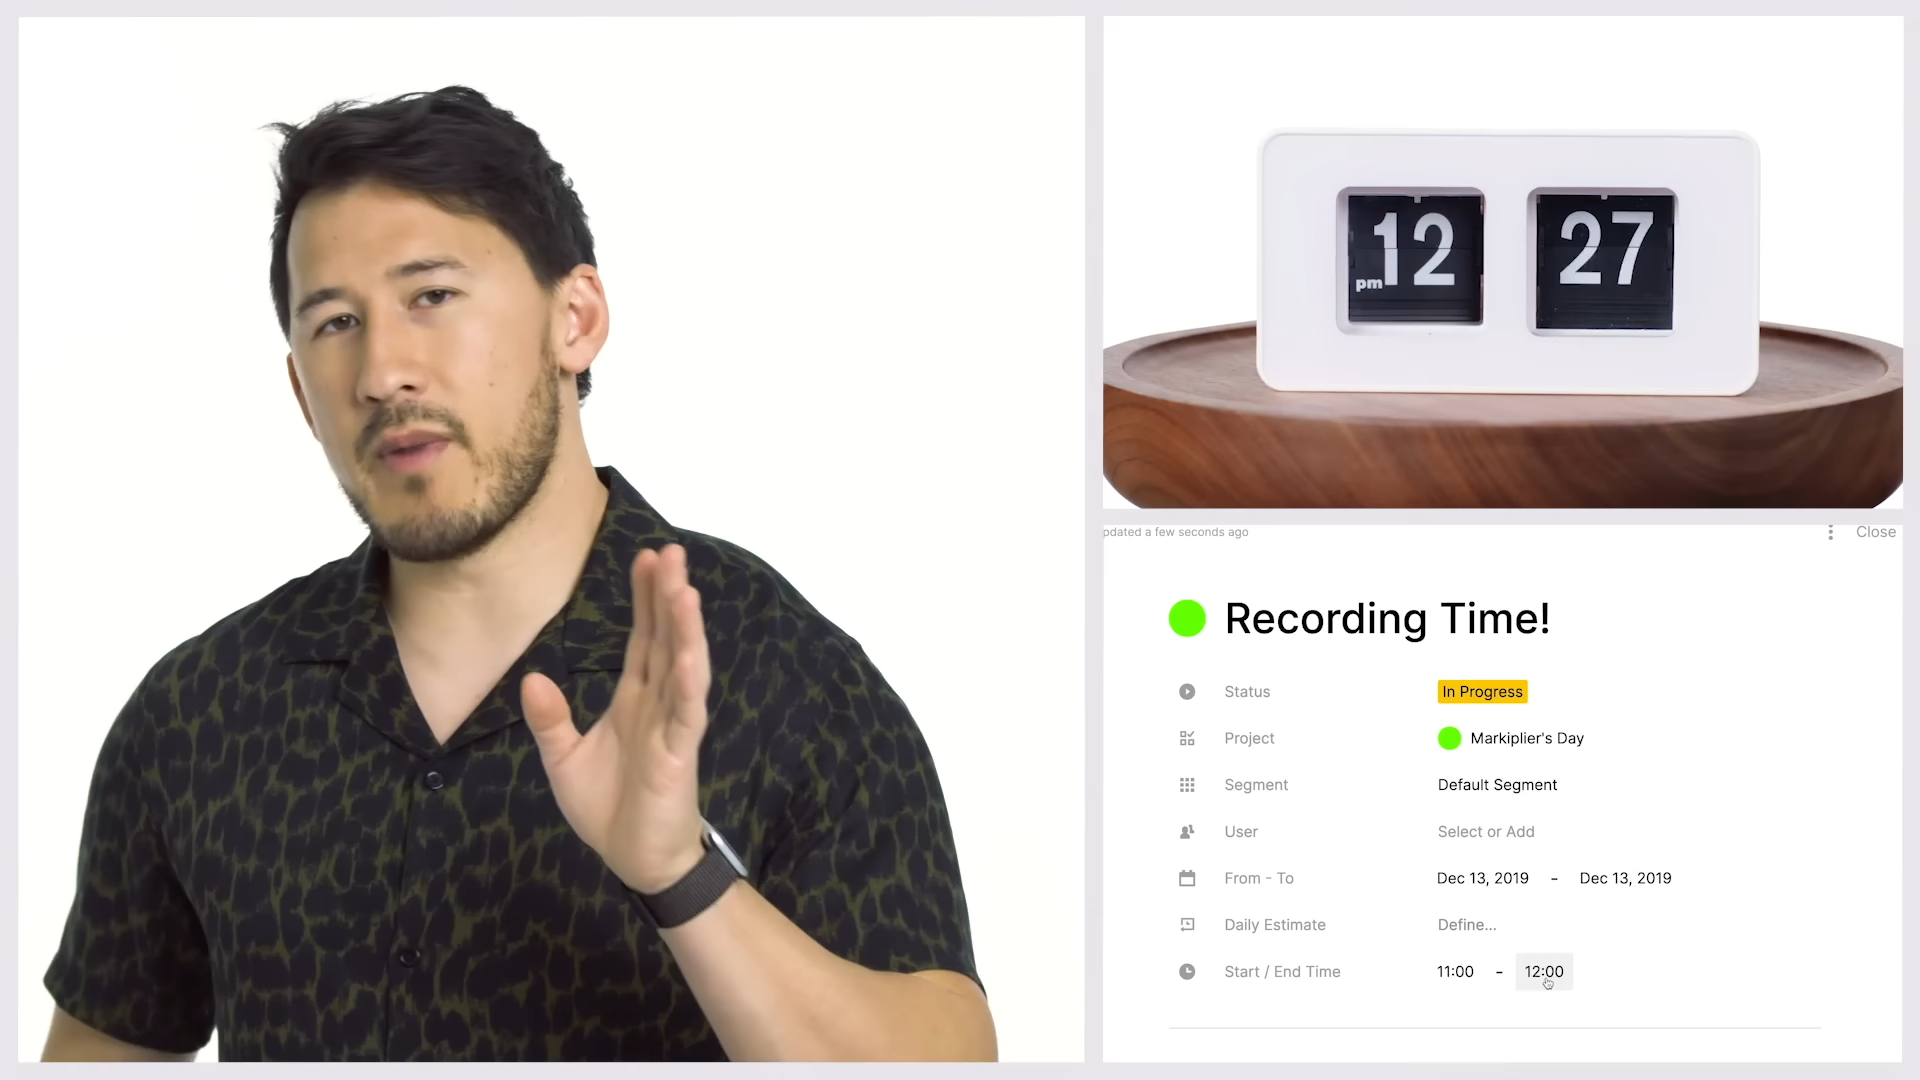 12
pm
27
pdated a few seconds ago
Close
Recording Time!
Status
In Progress
Project
Markiplier's Day
Segment
Default Segment
User
Select or Add
From - To
Dec 13, 2019 - Dec 13, 2019
Daily Estimate
Define...
Start / End Time
11:00 - 12:00